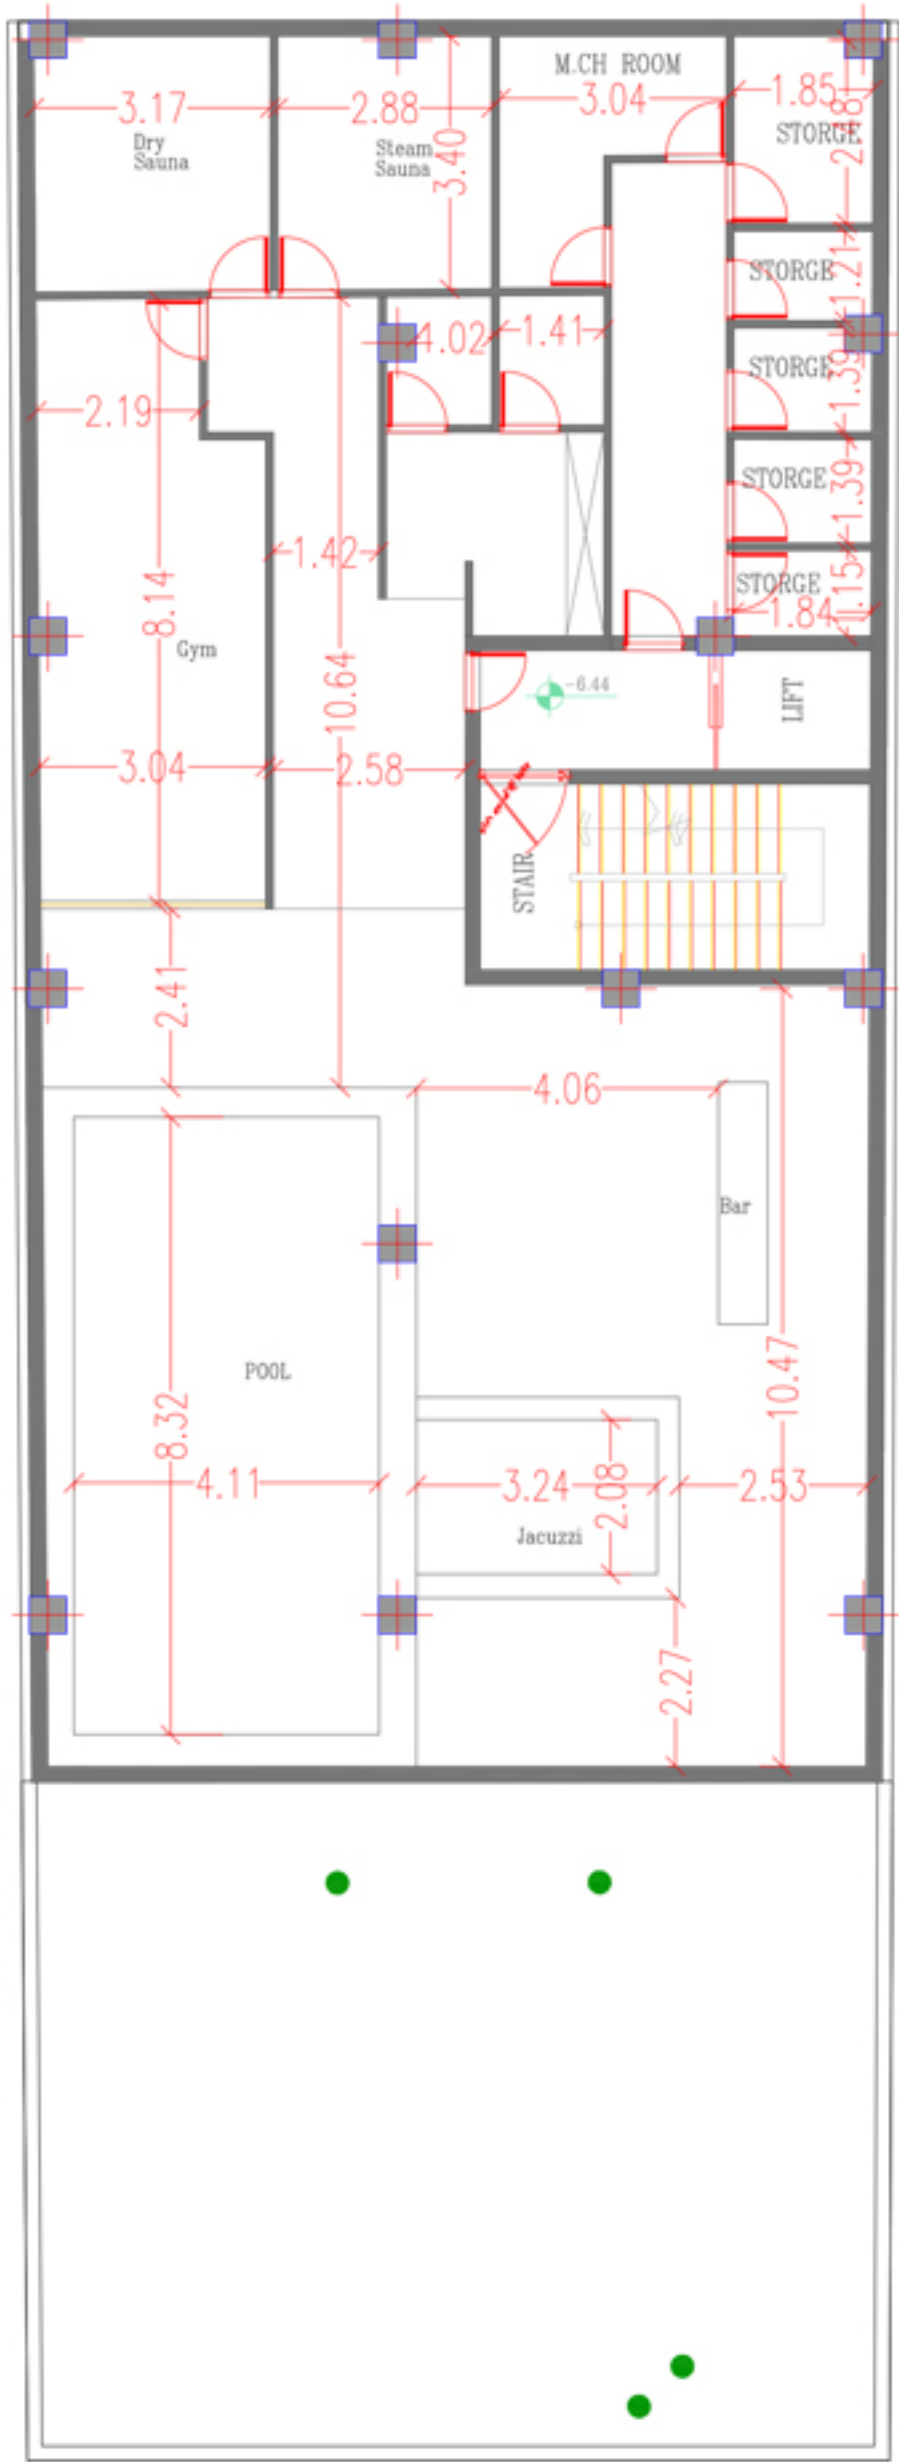 M.CH ROOM
3.17
2.88
3.04
1.85
2.78
STORGE
Dry
Sauna
Steam
Sauna
3.40
STORGE
1.21
4.02
1.41
STORGE
1.39
2.19
STORGE
1.39
1.42
8.14
STORGE
1.15
1.84
Gym
10.64
-6.44
LIFT
3.04
2.58
STAIR
2.41
4.06
Bar
POOL
10.47
8.32
4.11
3.24
2.08
2.53
Jacuzzi
2.27